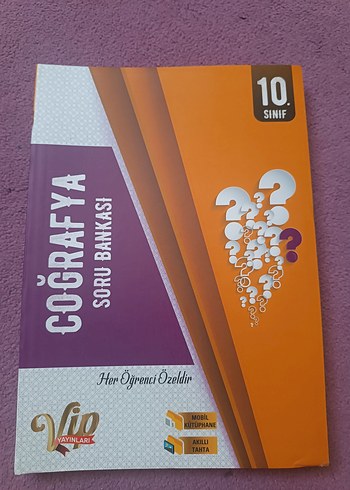 10.
SINIF
COĞRAFYA
SORU BANKASI
Her Öğrenci Özeldir
Vip
YAYINLARI
MOBİL
KÜTÜPHANE
AKILLI
TAHTA